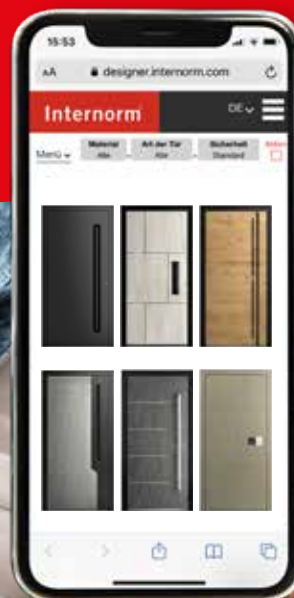 15:53
AA designer.internorm.com
Internorm
DE
Menü
Material Art der Tür Sicherheit
Alle Alle Standard